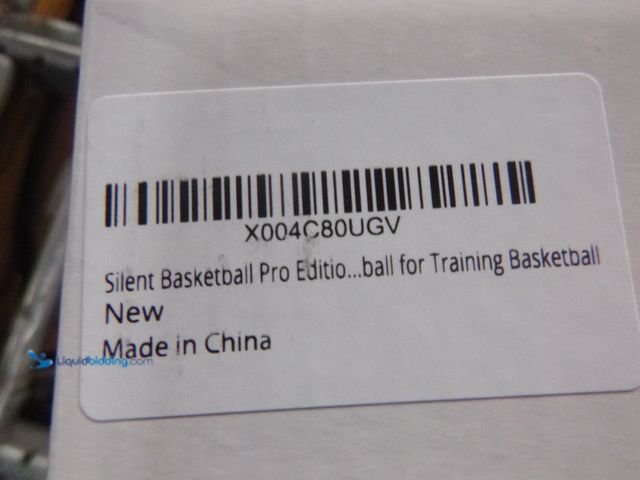 X004C80UGV
Silent Basketball Pro Editio...ball for Training Basketball
New
Made in China
Liquidbidding.com